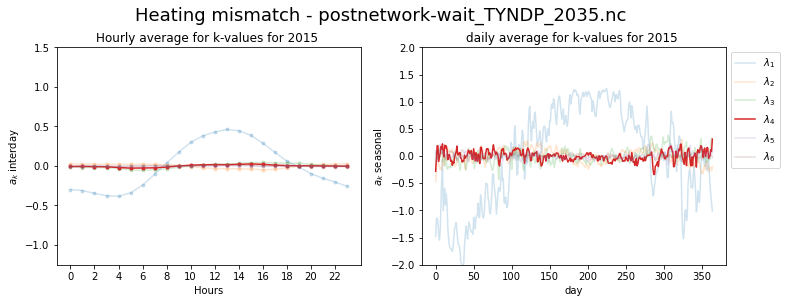 Heating mismatch - postnetwork-wait_TYNDP_2035.nc
Hourly average for k-values for 2015
1.5
1.0
0.5
0.0
−0.5
−1.0
a_k interday
0 2 4 6 8 10 12 14 16 18 20 22
Hours
daily average for k-values for 2015
2.0
1.5
1.0
0.5
0.0
−0.5
−1.0
−1.5
−2.0
a_k seasonal
0 50 100 150 200 250 300 350
day
λ₁
λ₂
λ₃
λ₄
λ₅
λ₆